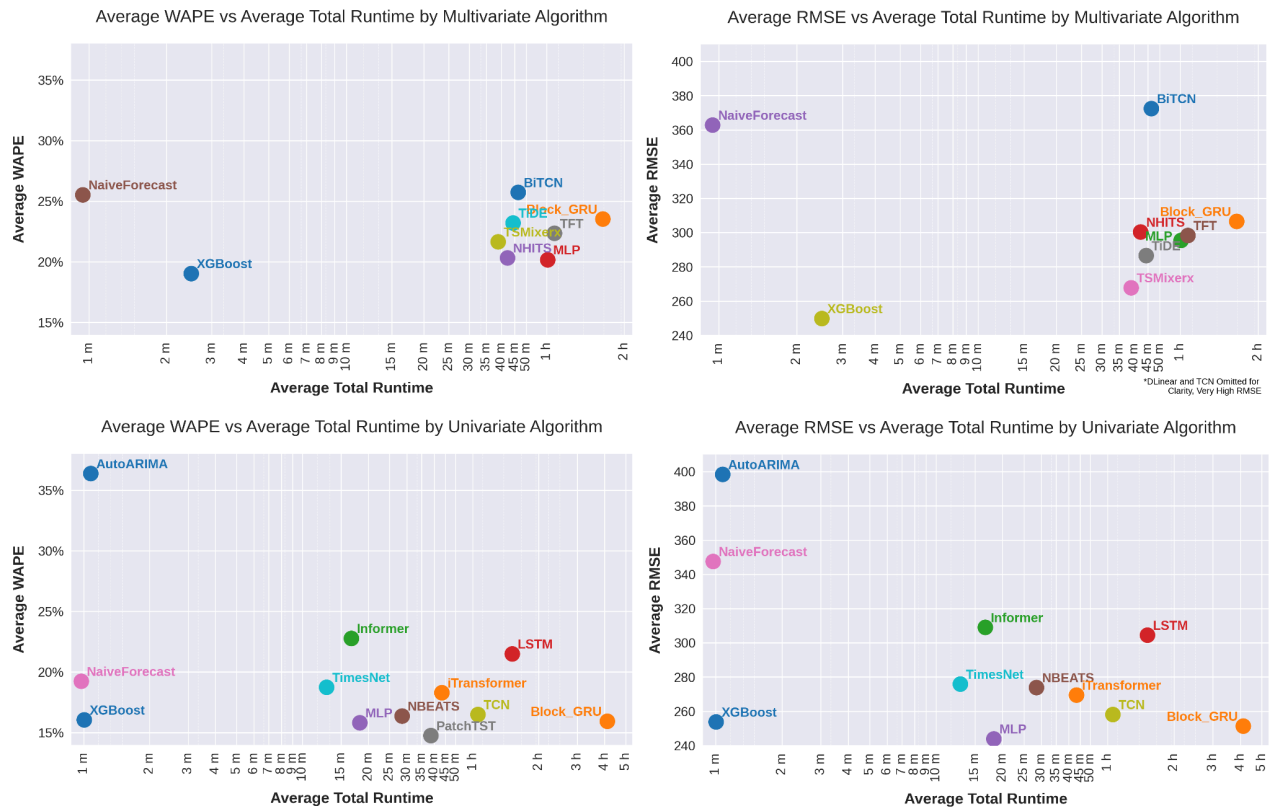 Average WAPE vs Average Total Runtime by Multivariate Algorithm
Average WAPE
35%
30%
25%
20%
15%
NaiveForecast
XGBoost
BiTCN
Block_GRU
TiDE
TFT
TSMixerx
NHITS
MLP
1 m
2 m
3 m
4 m
5 m
6 m
7 m
8 m
9 m
10 m
15 m
20 m
25 m
30 m
35 m
40 m
45 m
50 m
1 h
2 h
Average Total Runtime
Average RMSE vs Average Total Runtime by Multivariate Algorithm
Average RMSE
400
380
360
340
320
300
280
260
240
NaiveForecast
BiTCN
Block_GRU
NHITS
TFT
MLP
TiDE
TSMixerx
XGBoost
1 m
2 m
3 m
4 m
5 m
6 m
7 m
8 m
9 m
10 m
15 m
20 m
25 m
30 m
35 m
40 m
45 m
50 m
1 h
2 h
Average Total Runtime
*DLinear and TCN Omitted for
Clarity, Very High RMSE
Average WAPE vs Average Total Runtime by Univariate Algorithm
Average WAPE
35%
30%
25%
20%
15%
AutoARIMA
Informer
LSTM
NaiveForecast
TimesNet
iTransformer
NBEATS
TCN
XGBoost
MLP
Block_GRU
PatchTST
1 m
2 m
3 m
4 m
5 m
6 m
7 m
8 m
9 m
10 m
15 m
20 m
25 m
30 m
35 m
40 m
45 m
50 m
1 h
2 h
3 h
4 h
5 h
Average Total Runtime
Average RMSE vs Average Total Runtime by Univariate Algorithm
Average RMSE
400
380
360
340
320
300
280
260
240
AutoARIMA
NaiveForecast
Informer
LSTM
TimesNet
NBEATS
iTransformer
XGBoost
TCN
Block_GRU
MLP
1 m
2 m
3 m
4 m
5 m
6 m
7 m
8 m
9 m
10 m
15 m
20 m
25 m
30 m
35 m
40 m
45 m
50 m
1 h
2 h
3 h
4 h
5 h
Average Total Runtime